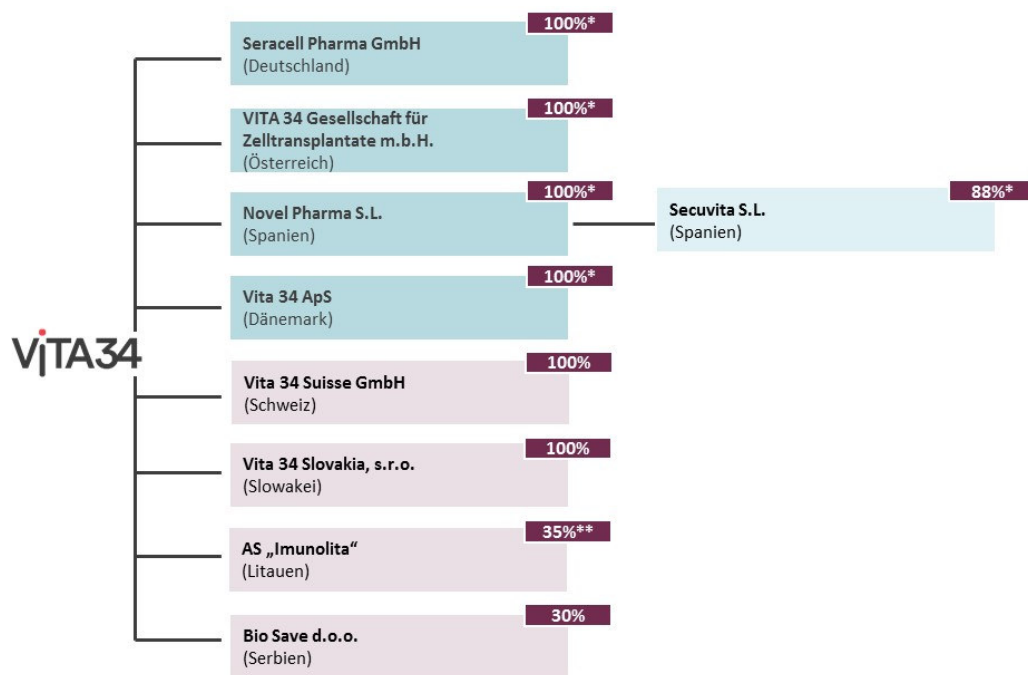 100%*
Seracell Pharma GmbH
(Deutschland)
100%*
VITA 34 Gesellschaft für
Zelltransplantate m.b.H.
(Österreich)
100%*
Novel Pharma S.L.
(Spanien)
88%*
Secuvita S.L.
(Spanien)
100%*
Vita 34 ApS
(Dänemark)
ViTA34
100%
Vita 34 Suisse GmbH
(Schweiz)
100%
Vita 34 Slovakia, s.r.o.
(Slowakei)
35%**
AS „Imunolita“
(Litauen)
30%
Bio Save d.o.o.
(Serbien)